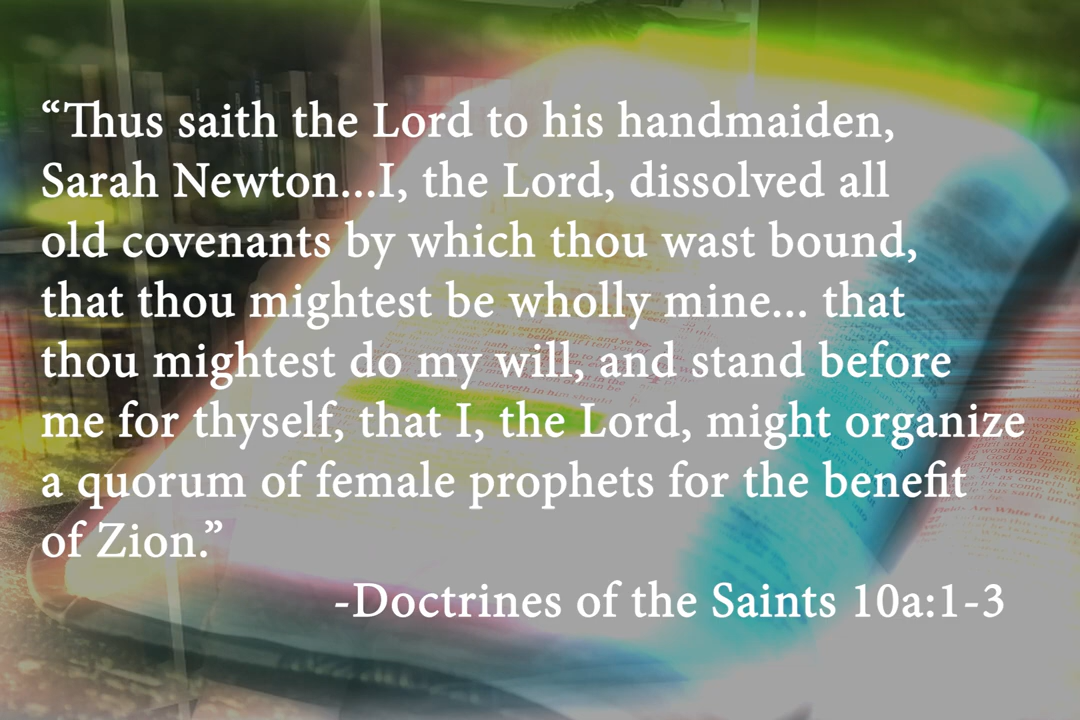 “Thus saith the Lord to his handmaiden,
Sarah Newton...I, the Lord, dissolved all
old covenants by which thou wast bound,
that thou mightest be wholly mine... that
thou mightest do my will, and stand before
me for thyself, that I, the Lord, might organize
a quorum of female prophets for the benefit
of Zion.”
-Doctrines of the Saints 10a:1-3